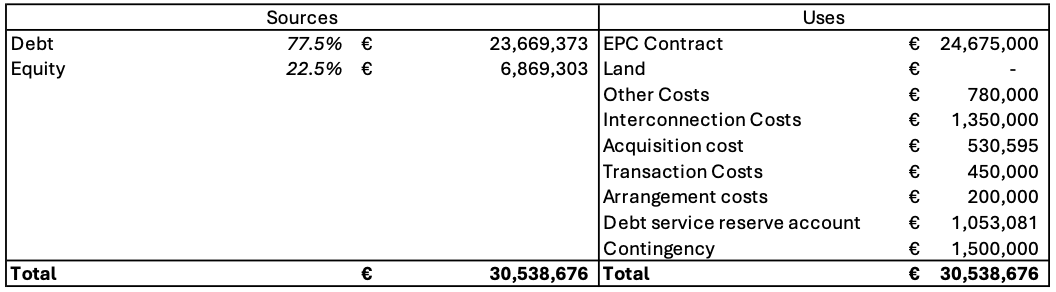 Sources Uses
Debt 77.5% € 23,669,373 EPC Contract € 24,675,000
Equity 22.5% € 6,869,303 Land € -
Other Costs € 780,000
Interconnection Costs € 1,350,000
Acquisition cost € 530,595
Transaction Costs € 450,000
Arrangement costs € 200,000
Debt service reserve account € 1,053,081
Contingency € 1,500,000
Total € 30,538,676 Total € 30,538,676